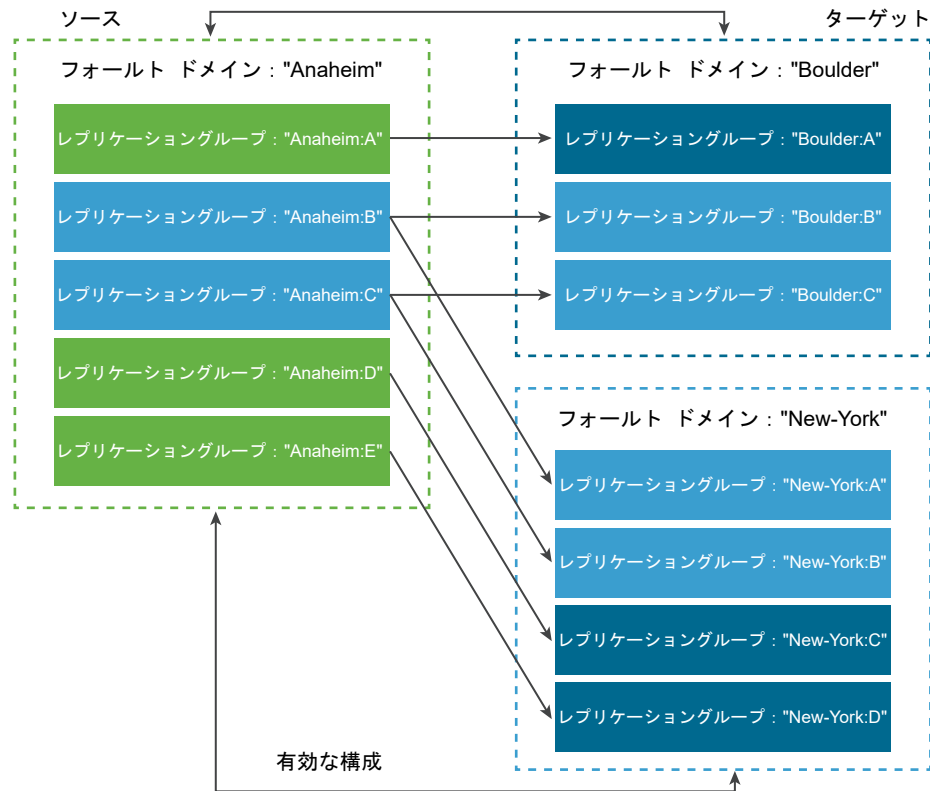 ソース
フォールト ドメイン："Anaheim"
レプリケーショングループ："Anaheim:A"
レプリケーショングループ："Anaheim:B"
レプリケーショングループ："Anaheim:C"
レプリケーショングループ："Anaheim:D"
レプリケーショングループ："Anaheim:E"
ターゲット
フォールト ドメイン："Boulder"
レプリケーショングループ："Boulder:A"
レプリケーショングループ："Boulder:B"
レプリケーショングループ："Boulder:C"
フォールト ドメイン："New-York"
レプリケーショングループ："New-York:A"
レプリケーショングループ："New-York:B"
レプリケーショングループ："New-York:C"
レプリケーショングループ："New-York:D"
有効な構成